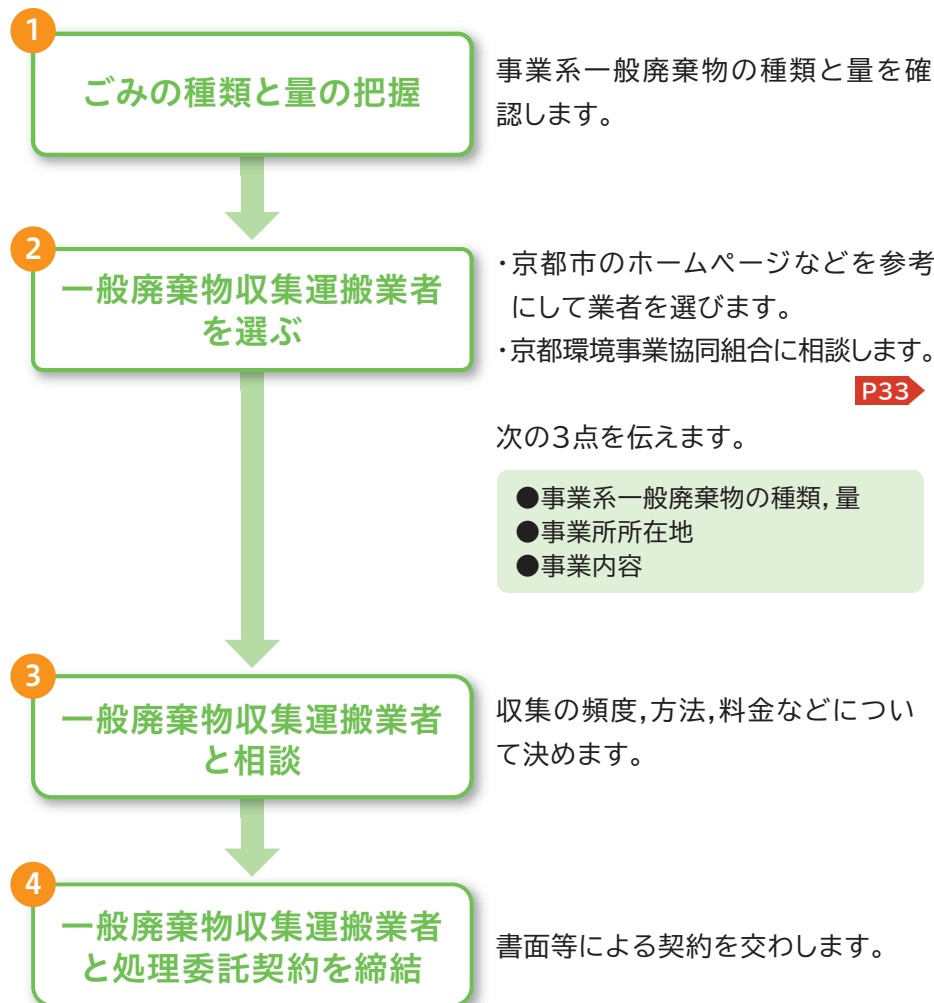 1
ごみの種類と量の把握
事業系一般廃棄物の種類と量を確
認します。
2
一般廃棄物収集運搬業者
を選ぶ
・京都市のホームページなどを参考
にして業者を選びます。
・京都環境事業協同組合に相談します。
P33
次の3点を伝えます。
●事業系一般廃棄物の種類,量
●事業所所在地
●事業内容
3
一般廃棄物収集運搬業者
と相談
収集の頻度,方法,料金などについ
て決めます。
4
一般廃棄物収集運搬業者
と処理委託契約を締結
書面等による契約を交わします。